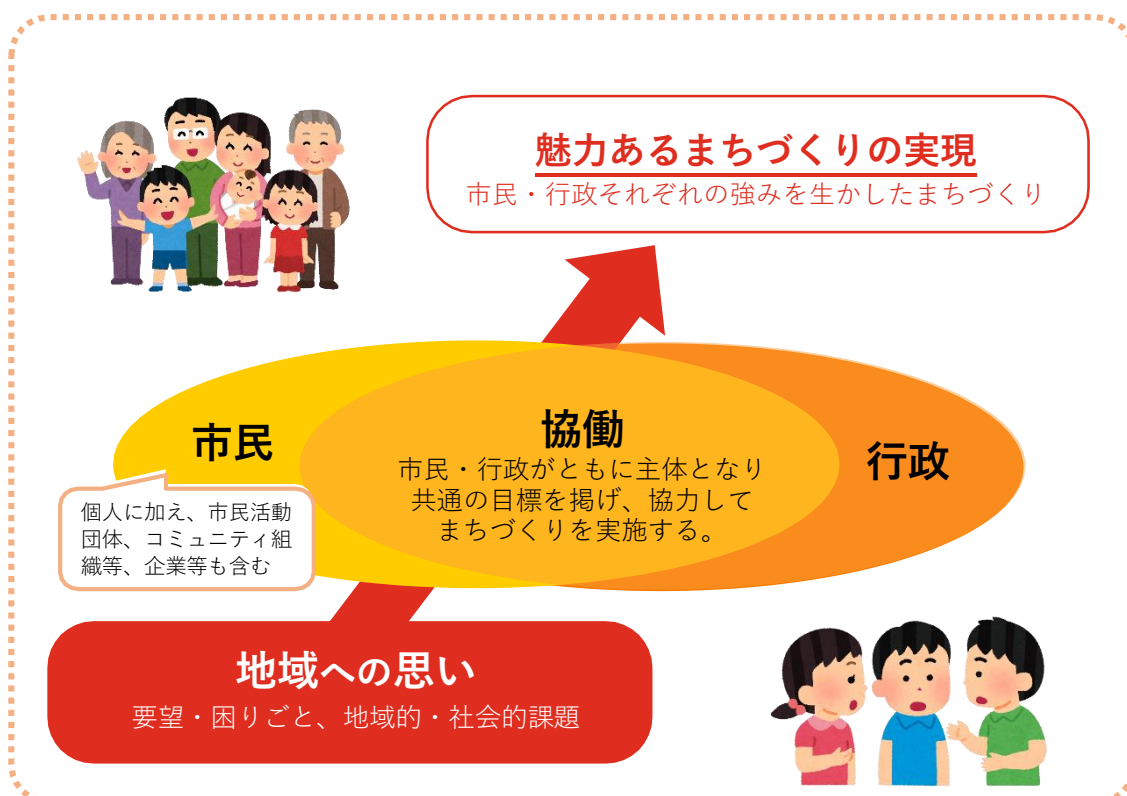 魅力あるまちづくりの実現
市民・行政それぞれの強みを生かしたまちづくり
市民
協働
市民・行政がともに主体となり
共通の目標を掲げ、協力して
まちづくりを実施する。
行政
個人に加え、市民活動
団体、コミュニティ組
織等、企業等も含む
地域への思い
要望・困りごと、地域的・社会的課題